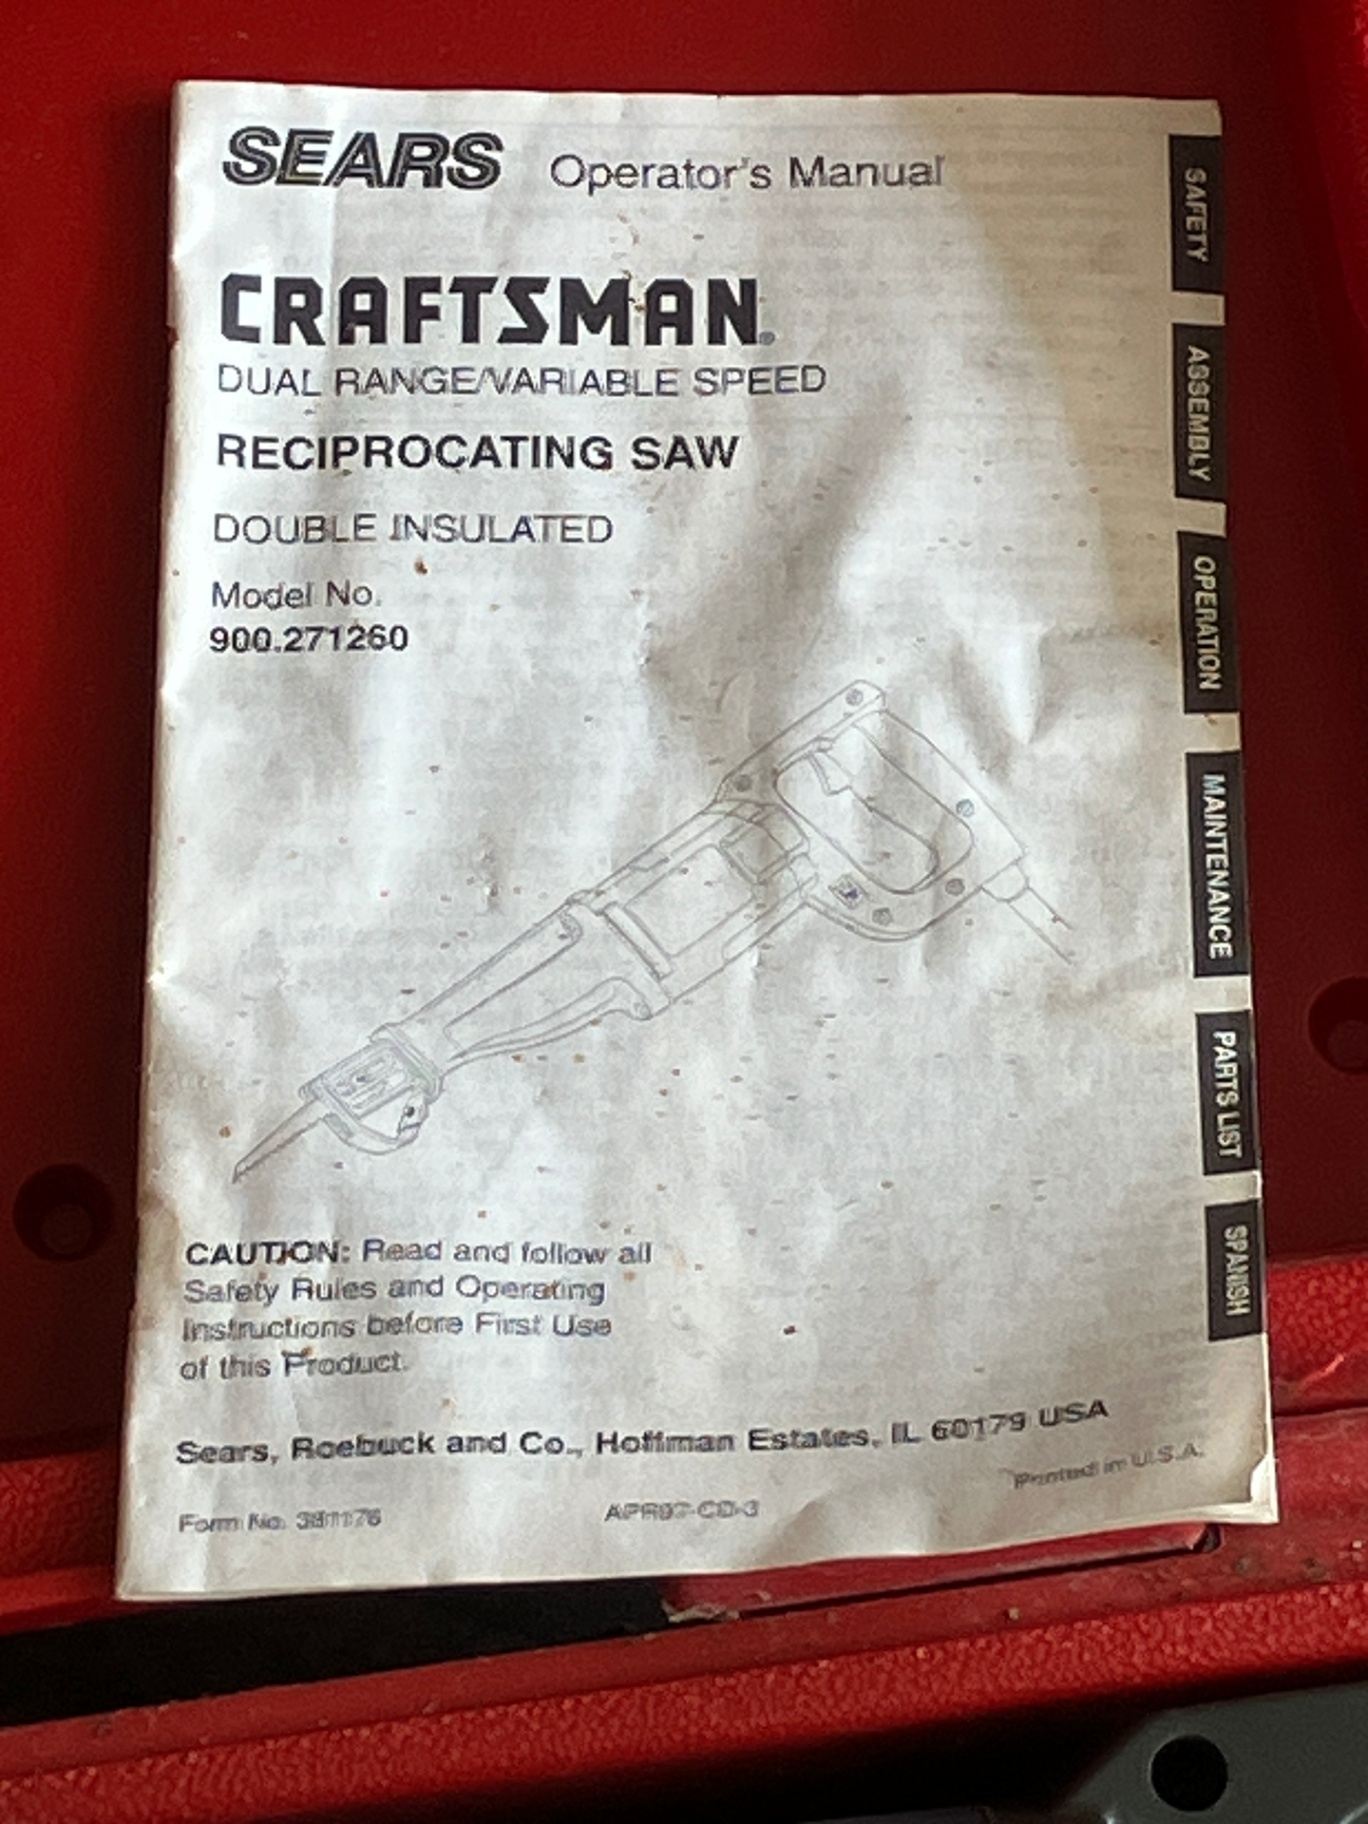 SEARS Operator's Manual
CRAFTSMAN®
DUAL RANGE/VARIABLE SPEED
RECIPROCATING SAW
DOUBLE INSULATED
Model No.
900.271260
CAUTION: Read and follow all
Safety Rules and Operating
Instructions before First Use
of this Product.
Sears, Roebuck and Co., Hoffman Estates, IL 60179 USA
Printed in U.S.A.
Form No.
SAFETY
ASSEMBLY
OPERATION
MAINTENANCE
PARTS LIST
SPANISH